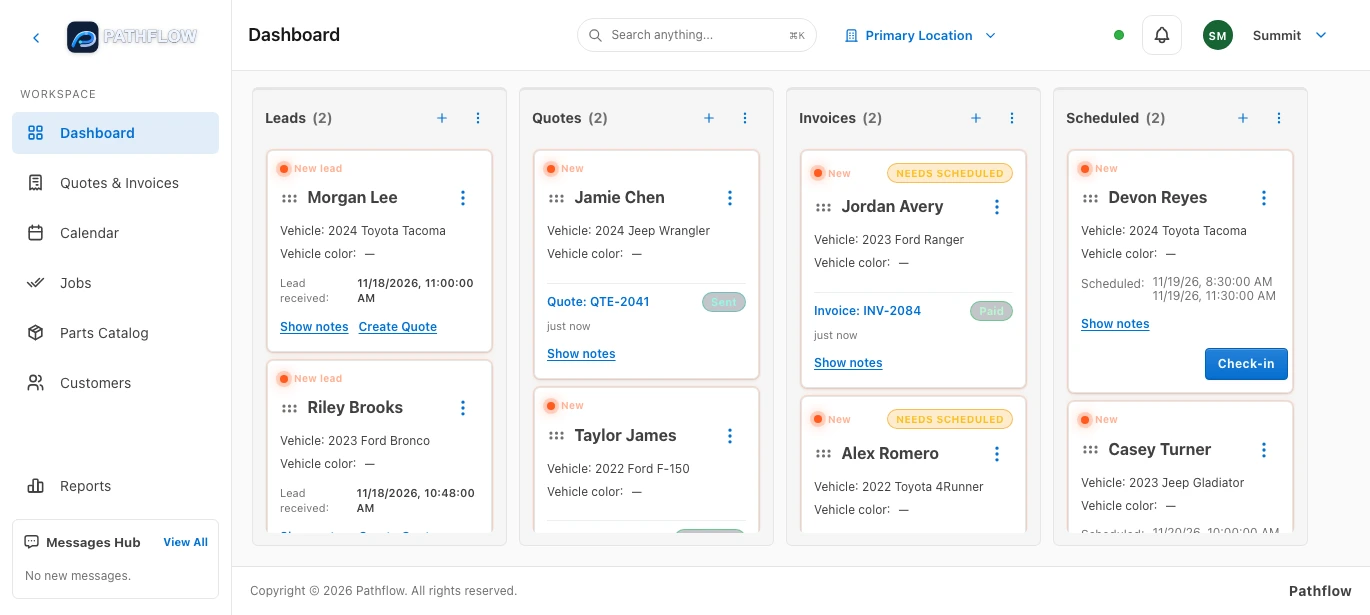 PATHFLOW
WORKSPACE
Dashboard
Quotes & Invoices
Calendar
Jobs
Parts Catalog
Customers
Reports
Messages Hub View All
No new messages.
Dashboard
Search anything... ⌘K
Primary Location
SM Summit
Leads (2)
New lead
Morgan Lee
Vehicle: 2024 Toyota Tacoma
Vehicle color: —
Lead received: 11/18/2026, 11:00:00 AM
Show notes Create Quote
New lead
Riley Brooks
Vehicle: 2023 Ford Bronco
Vehicle color: —
Lead received: 11/18/2026, 10:48:00 AM
Quotes (2)
New
Jamie Chen
Vehicle: 2024 Jeep Wrangler
Vehicle color: —
Quote: QTE-2041 Sent
just now
Show notes
New
Taylor James
Vehicle: 2022 Ford F-150
Vehicle color: —
Invoices (2)
New NEEDS SCHEDULED
Jordan Avery
Vehicle: 2023 Ford Ranger
Vehicle color: —
Invoice: INV-2084 Paid
just now
Show notes
New NEEDS SCHEDULED
Alex Romero
Vehicle: 2022 Toyota 4Runner
Vehicle color: —
Scheduled (2)
New
Devon Reyes
Vehicle: 2024 Toyota Tacoma
Vehicle color: —
Scheduled: 11/19/26, 8:30:00 AM
11/19/26, 11:30:00 AM
Show notes
Check-in
New
Casey Turner
Vehicle: 2023 Jeep Gladiator
Vehicle color: —
Scheduled: 11/20/26, 10:00:00 AM
Copyright © 2026 Pathflow. All rights reserved.
Pathflow